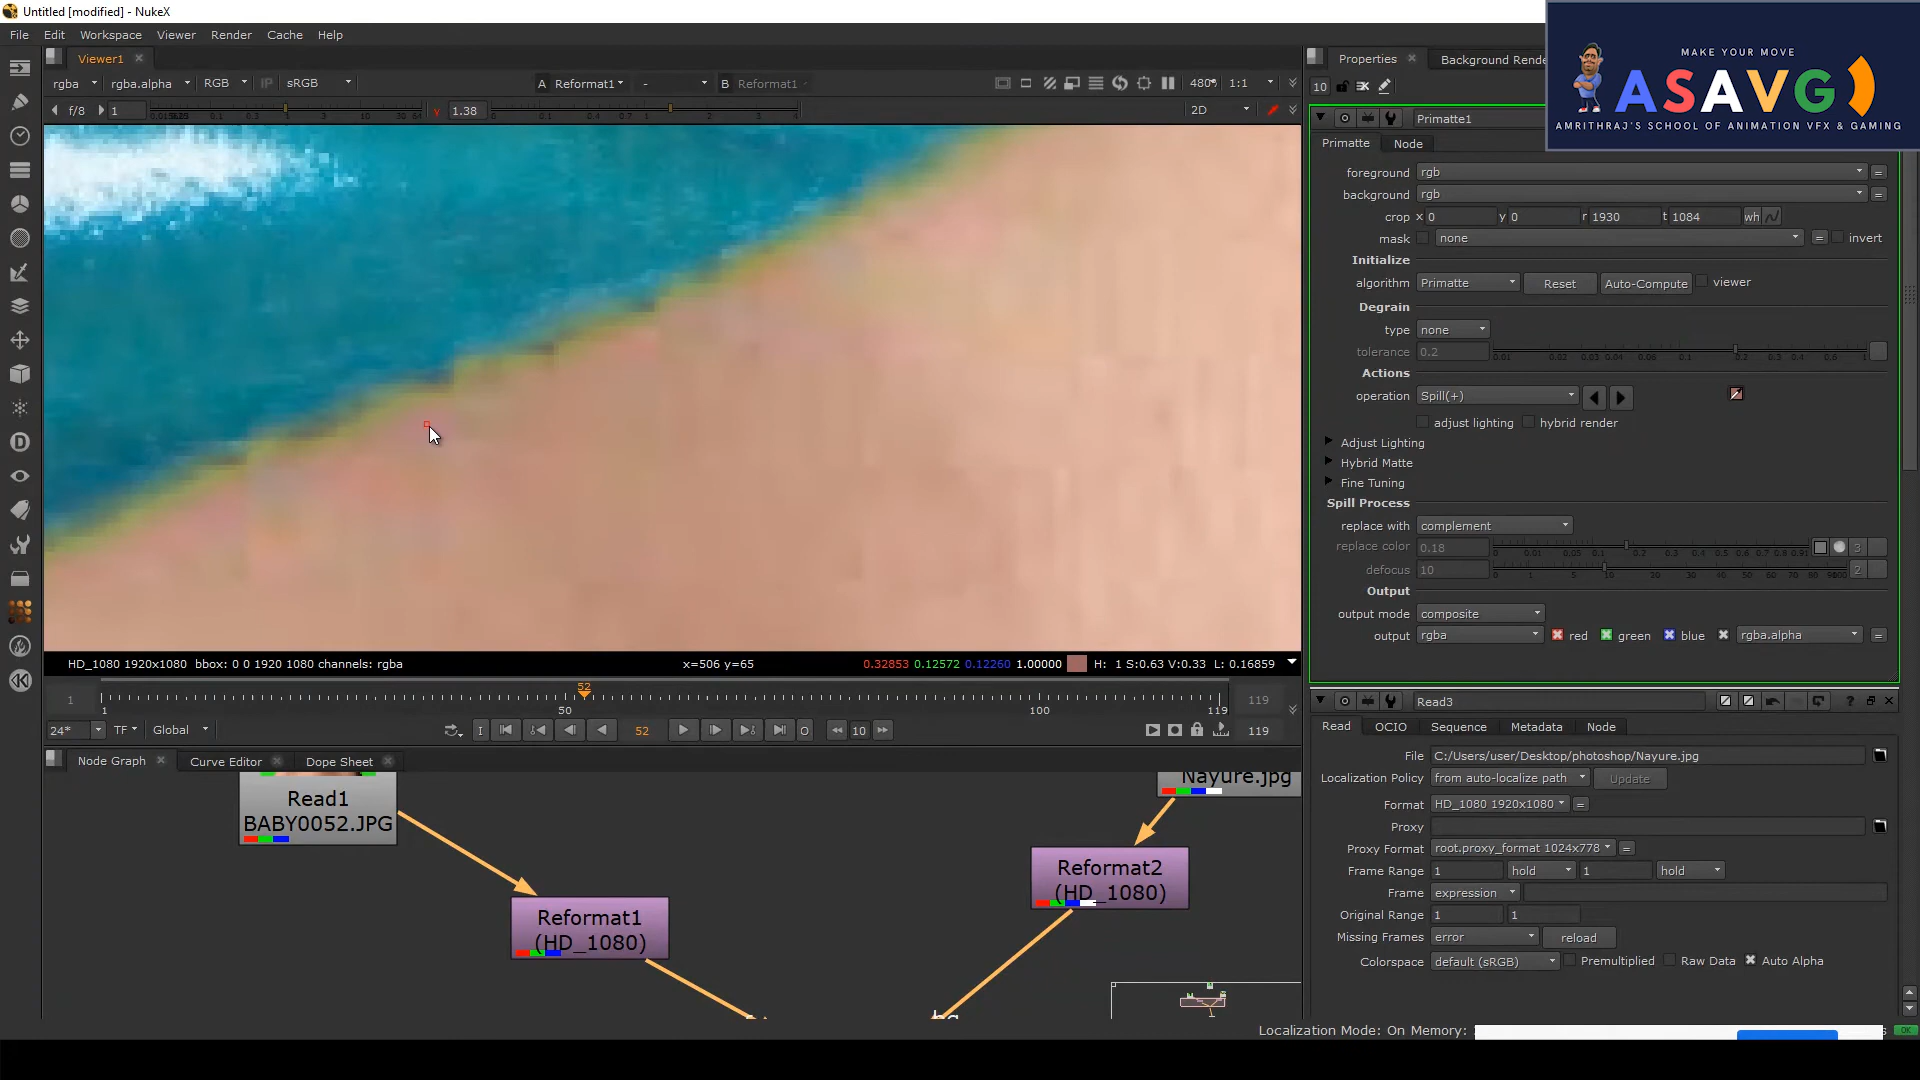 Untitled [modified] - NukeX
File Edit Workspace Viewer Render Cache Help
Viewer1
rgba rgba.alpha RGB IP sRGB A Reformat1 - B Reformat1 480 1:1
f/8 1 Y 1.38 2D
HD_1080 1920x1080 bbox: 0 0 1920 1080 channels: rgba x=506 y=65 0.32853 0.12572 0.12260 1.00000 H: 1 S:0.63 V:0.33 L: 0.16859
1 52 119
1 50 100 119
24* TF Global I 52 O 10 119
Node Graph Curve Editor Dope Sheet
Read1
BABY0052.JPG
Reformat1
(HD_1080)
Nayure.jpg
Reformat2
(HD_1080)
bg
Properties Background Rende
10
MAKE YOUR MOVE
ASAVG
AMRITHRAJ'S SCHOOL OF ANIMATION VFX & GAMING
Primatte1
Primatte Node
foreground rgb =
background rgb =
crop x 0 y 0 r 1930 t 1084 wh
mask none = invert
Initialize
algorithm Primatte Reset Auto-Compute viewer
Degrain
type none
tolerance 0.2
Actions
operation Spill(+)
adjust lighting hybrid render
Adjust Lighting
Hybrid Matte
Fine Tuning
Spill Process
replace with complement
replace color 0.18 3
defocus 10 2
Output
output mode composite
output rgba red green blue rgba.alpha =
Read3
Read OCIO Sequence Metadata Node
File C:/Users/user/Desktop/photoshop/Nayure.jpg
Localization Policy from auto-localize path Update
Format HD_1080 1920x1080 =
Proxy
Proxy Format root.proxy_format 1024x778 =
Frame Range 1 hold 1 hold
Frame expression
Original Range 1 1
Missing Frames error reload
Colorspace default (sRGB) Premultiplied Raw Data Auto Alpha
Localization Mode: On Memory:
OK